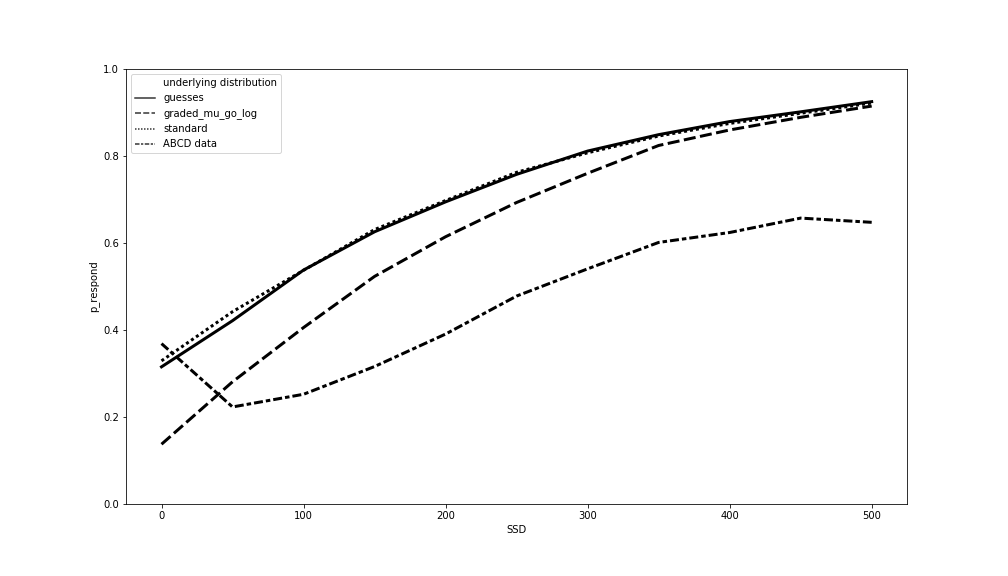 1.0
0.8
0.6
0.4
0.2
0.0
p_respond
underlying distribution
guesses
graded_mu_go_log
standard
ABCD data
0 100 200 300 400 500
SSD